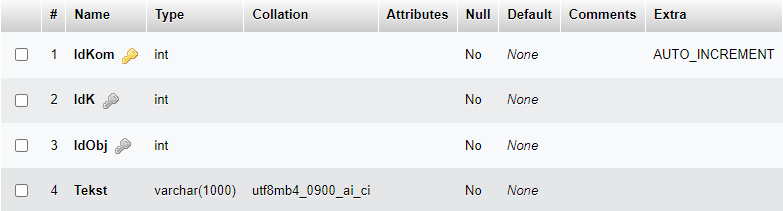 # Name Type Collation Attributes Null Default Comments Extra
1 IdKom int No None AUTO_INCREMENT
2 IdK int No None
3 IdObj int No None
4 Tekst varchar(1000) utf8mb4_0900_ai_ci No None